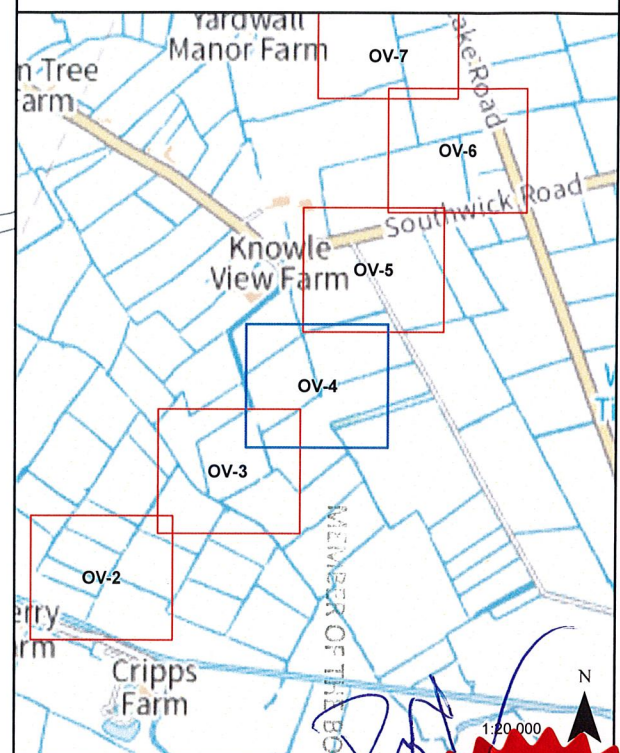 Yardwall
Manor Farm
OV-7
Lake Road
n Tree
arm
OV-6
Southwick Road
Knowle
View Farm
OV-5
OV-4
OV-3
OV-2
erry
rm
Cripps
Farm
MEMBER OF THE BO
N
1:20 000